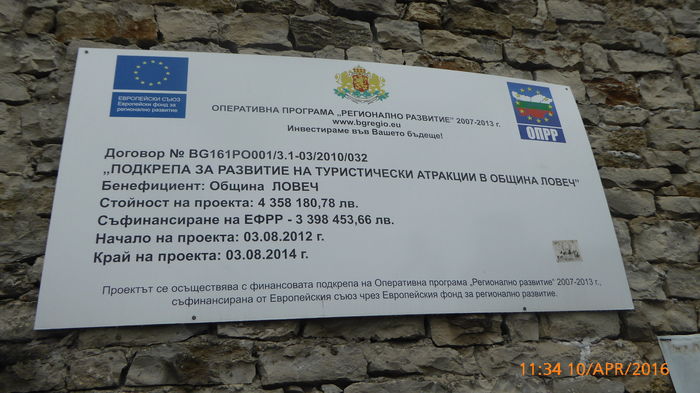 ЕВРОПЕЙСКИ СЪЮЗ
Европейски фонд за
регионално развитие
ОПЕРАТИВНА ПРОГРАМА „РЕГИОНАЛНО РАЗВИТИЕ" 2007-2013 г.
www.bgregio.eu
Инвестираме във Вашето бъдеще!
ОПРР
Договор № BG161PO001/3.1-03/2010/032
„ПОДКРЕПА ЗА РАЗВИТИЕ НА ТУРИСТИЧЕСКИ АТРАКЦИИ В ОБЩИНА ЛОВЕЧ"
Бенефициент: Община ЛОВЕЧ
Стойност на проекта: 4 358 180,78 лв.
Съфинансиране на ЕФРР - 3 398 453,66 лв.
Начало на проекта: 03.08.2012 г.
Край на проекта: 03.08.2014 г.
Проектът се осъществява с финансовата подкрепа на Оперативна програма „Регионално развитие" 2007-2013 г.,
съфинансирана от Европейския съюз чрез Европейския фонд за регионално развитие.
11:34 10/APR/2016